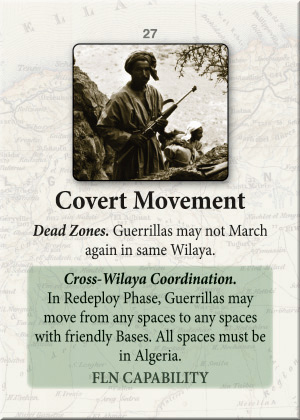 27
Covert Movement
Dead Zones. Guerrillas may not March
again in same Wilaya.
Cross-Wilaya Coordination.
In Redeploy Phase, Guerrillas may
move from any spaces to any spaces
with friendly Bases. All spaces must be
in Algeria.
FLN CAPABILITY